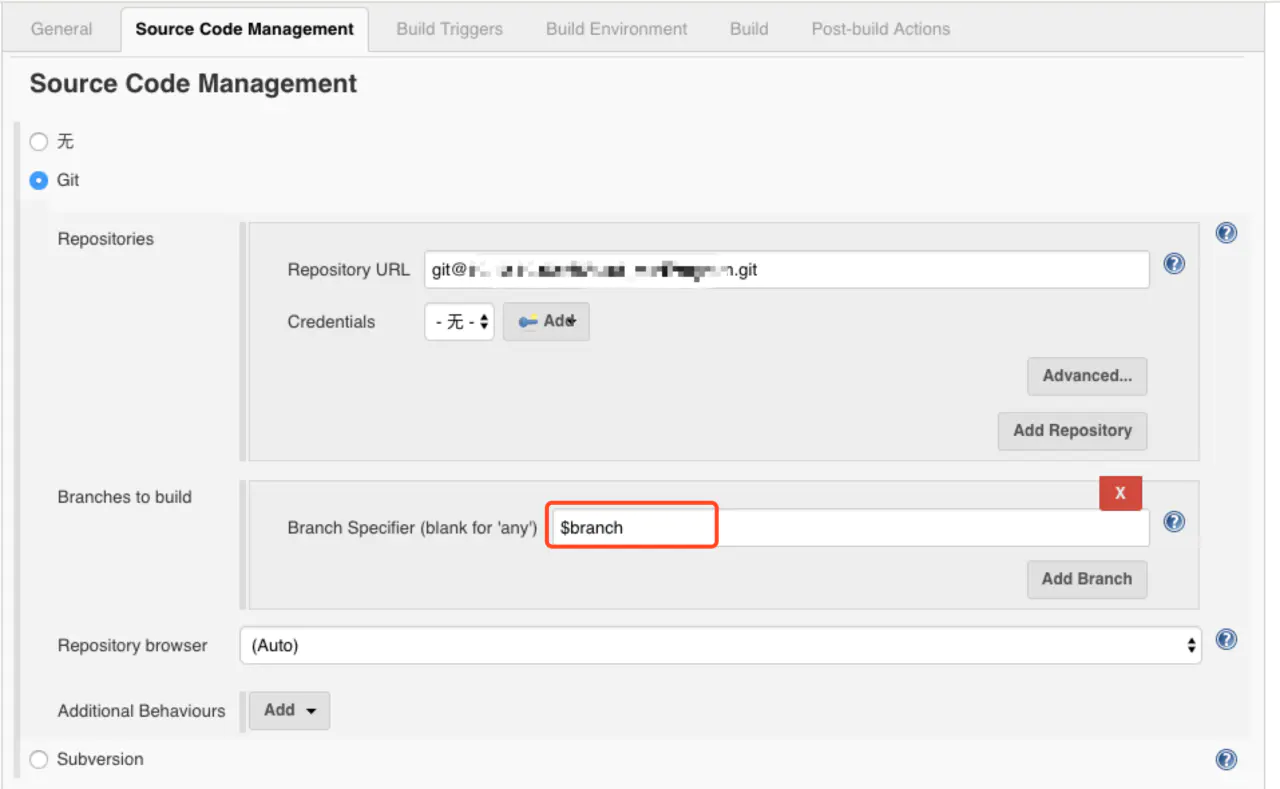 General Source Code Management Build Triggers Build Environment Build Post-build Actions
Source Code Management
无
Git
Repositories
Repository URL git@ .git
Credentials - 无 - Add
Advanced...
Add Repository
Branches to build
X
Branch Specifier (blank for 'any') $branch
Add Branch
Repository browser (Auto)
Additional Behaviours Add
Subversion